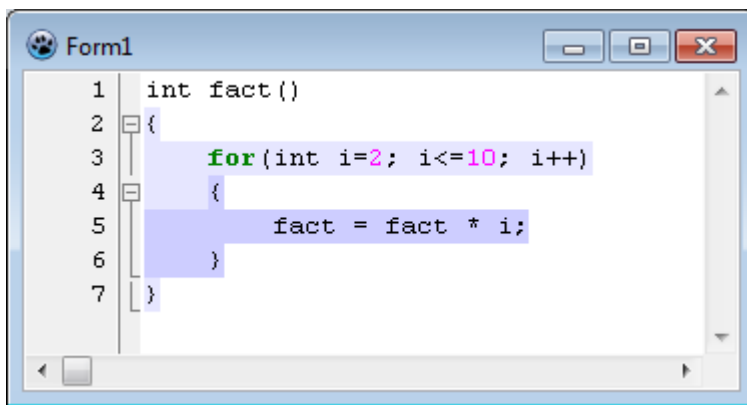 Form1
1 int fact()
2 {
3     for(int i=2; i<=10; i++)
4     {
5         fact = fact * i;
6     }
7 }